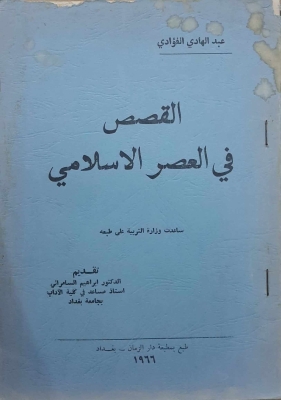 عبد الهادي الفؤادي
القصص
في العصر الاسلامي
ساعدت وزارة التربية على طبعه
تقديم
الدكتور ابراهيم السامرائي
استاذ مساعد في كلية الآداب
بجامعة بغداد
طبع بمطبعة دار الزمان - بغداد
١٩٦٦